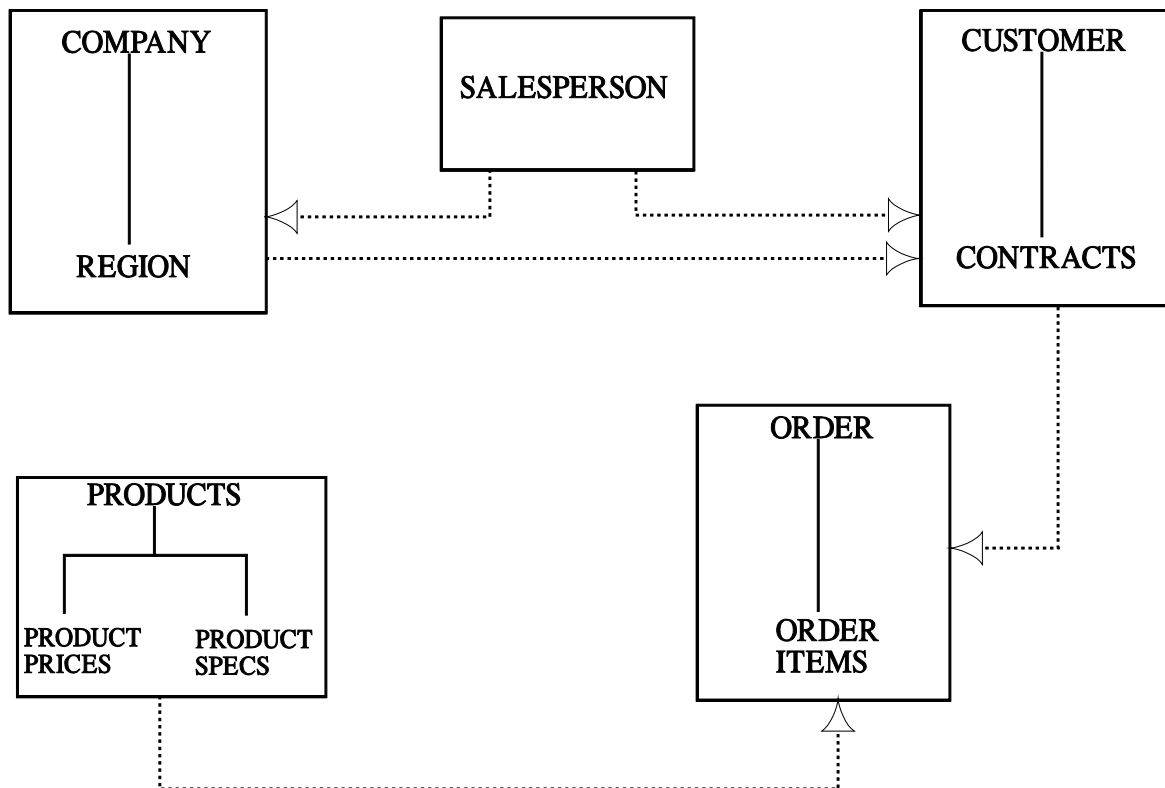 COMPANY
REGION
SALESPERSON
CUSTOMER
CONTRACTS
ORDER
ORDER
ITEMS
PRODUCTS
PRODUCT
PRICES
PRODUCT
SPECS